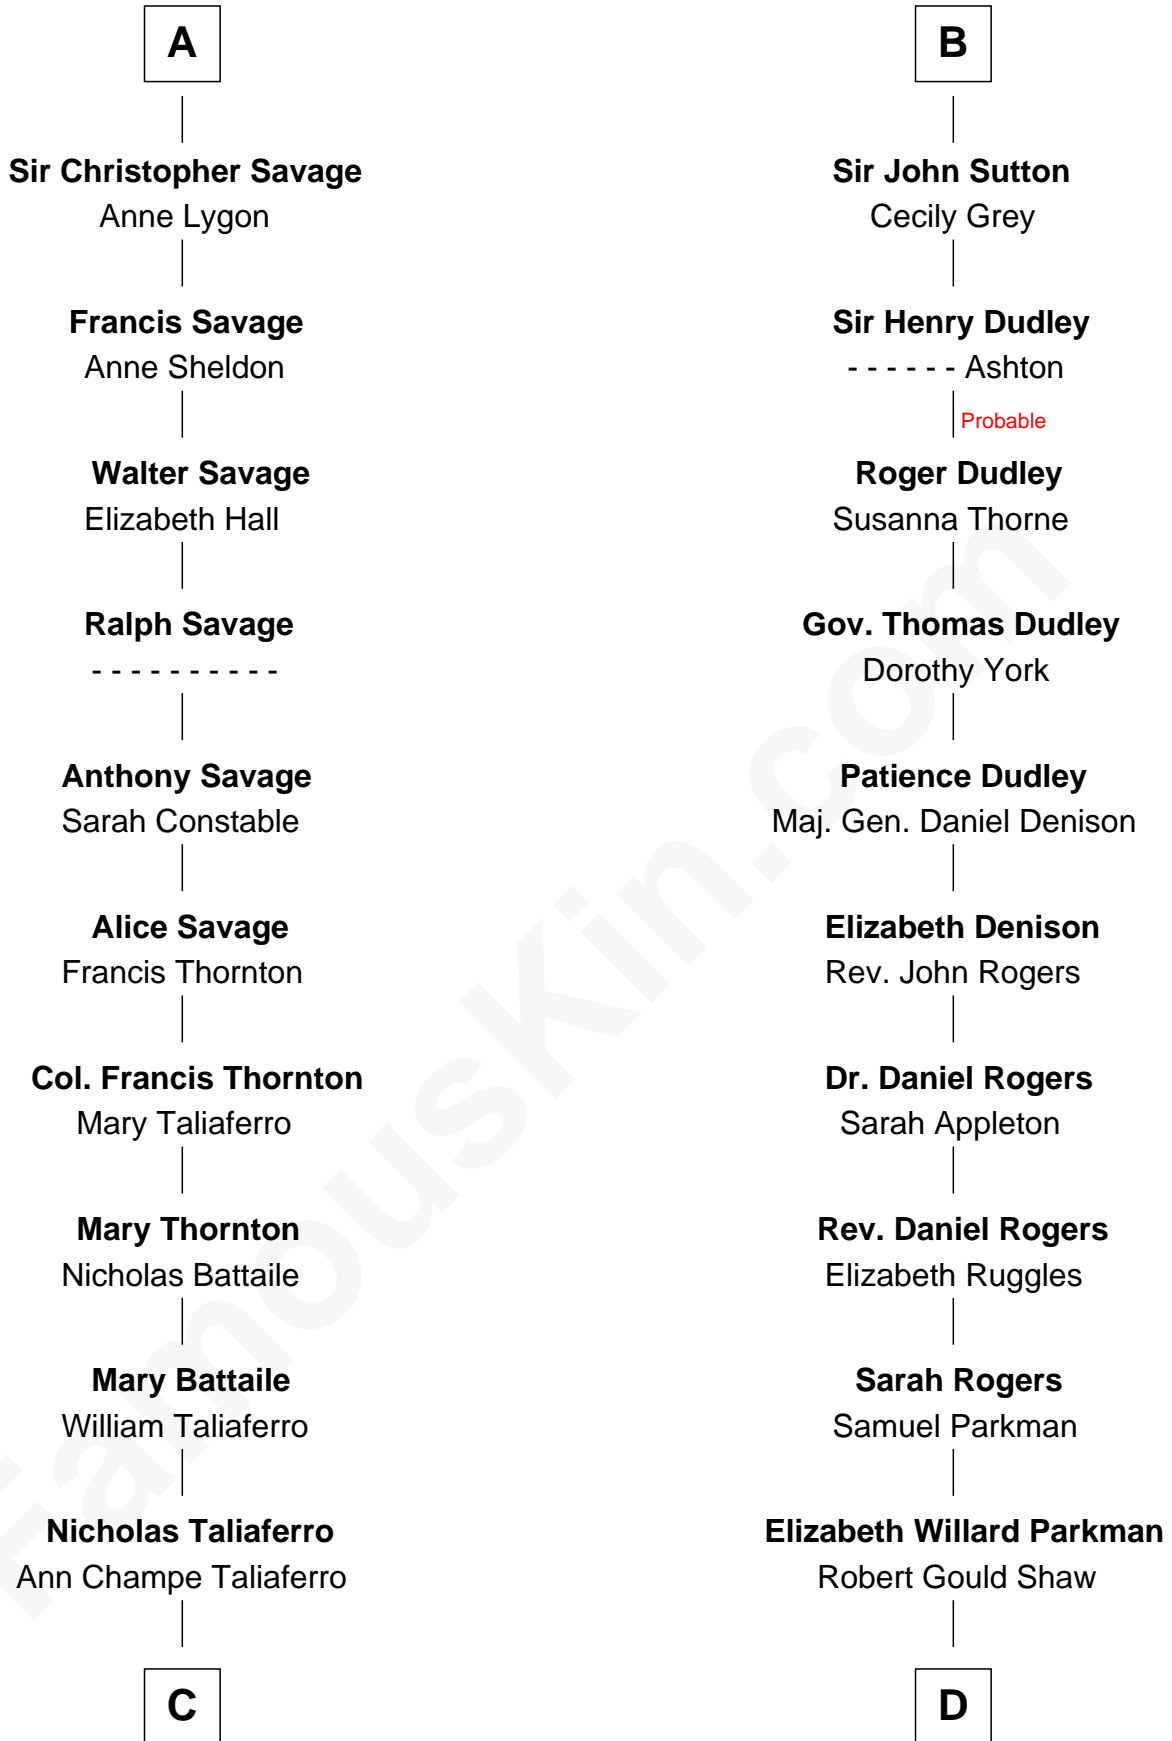 A
Sir Christopher Savage
Anne Lygon
Francis Savage
Anne Sheldon
Walter Savage
Elizabeth Hall
Ralph Savage
- - - - - - - - - -
Anthony Savage
Sarah Constable
Alice Savage
Francis Thornton
Col. Francis Thornton
Mary Taliaferro
Mary Thornton
Nicholas Battaile
Mary Battaile
William Taliaferro
Nicholas Taliaferro
Ann Champe Taliaferro
C
B
Sir John Sutton
Cecily Grey
Sir Henry Dudley
- - - - - - Ashton
Probable
Roger Dudley
Susanna Thorne
Gov. Thomas Dudley
Dorothy York
Patience Dudley
Maj. Gen. Daniel Denison
Elizabeth Denison
Rev. John Rogers
Dr. Daniel Rogers
Sarah Appleton
Rev. Daniel Rogers
Elizabeth Ruggles
Sarah Rogers
Samuel Parkman
Elizabeth Willard Parkman
Robert Gould Shaw
D
FamousKin.com